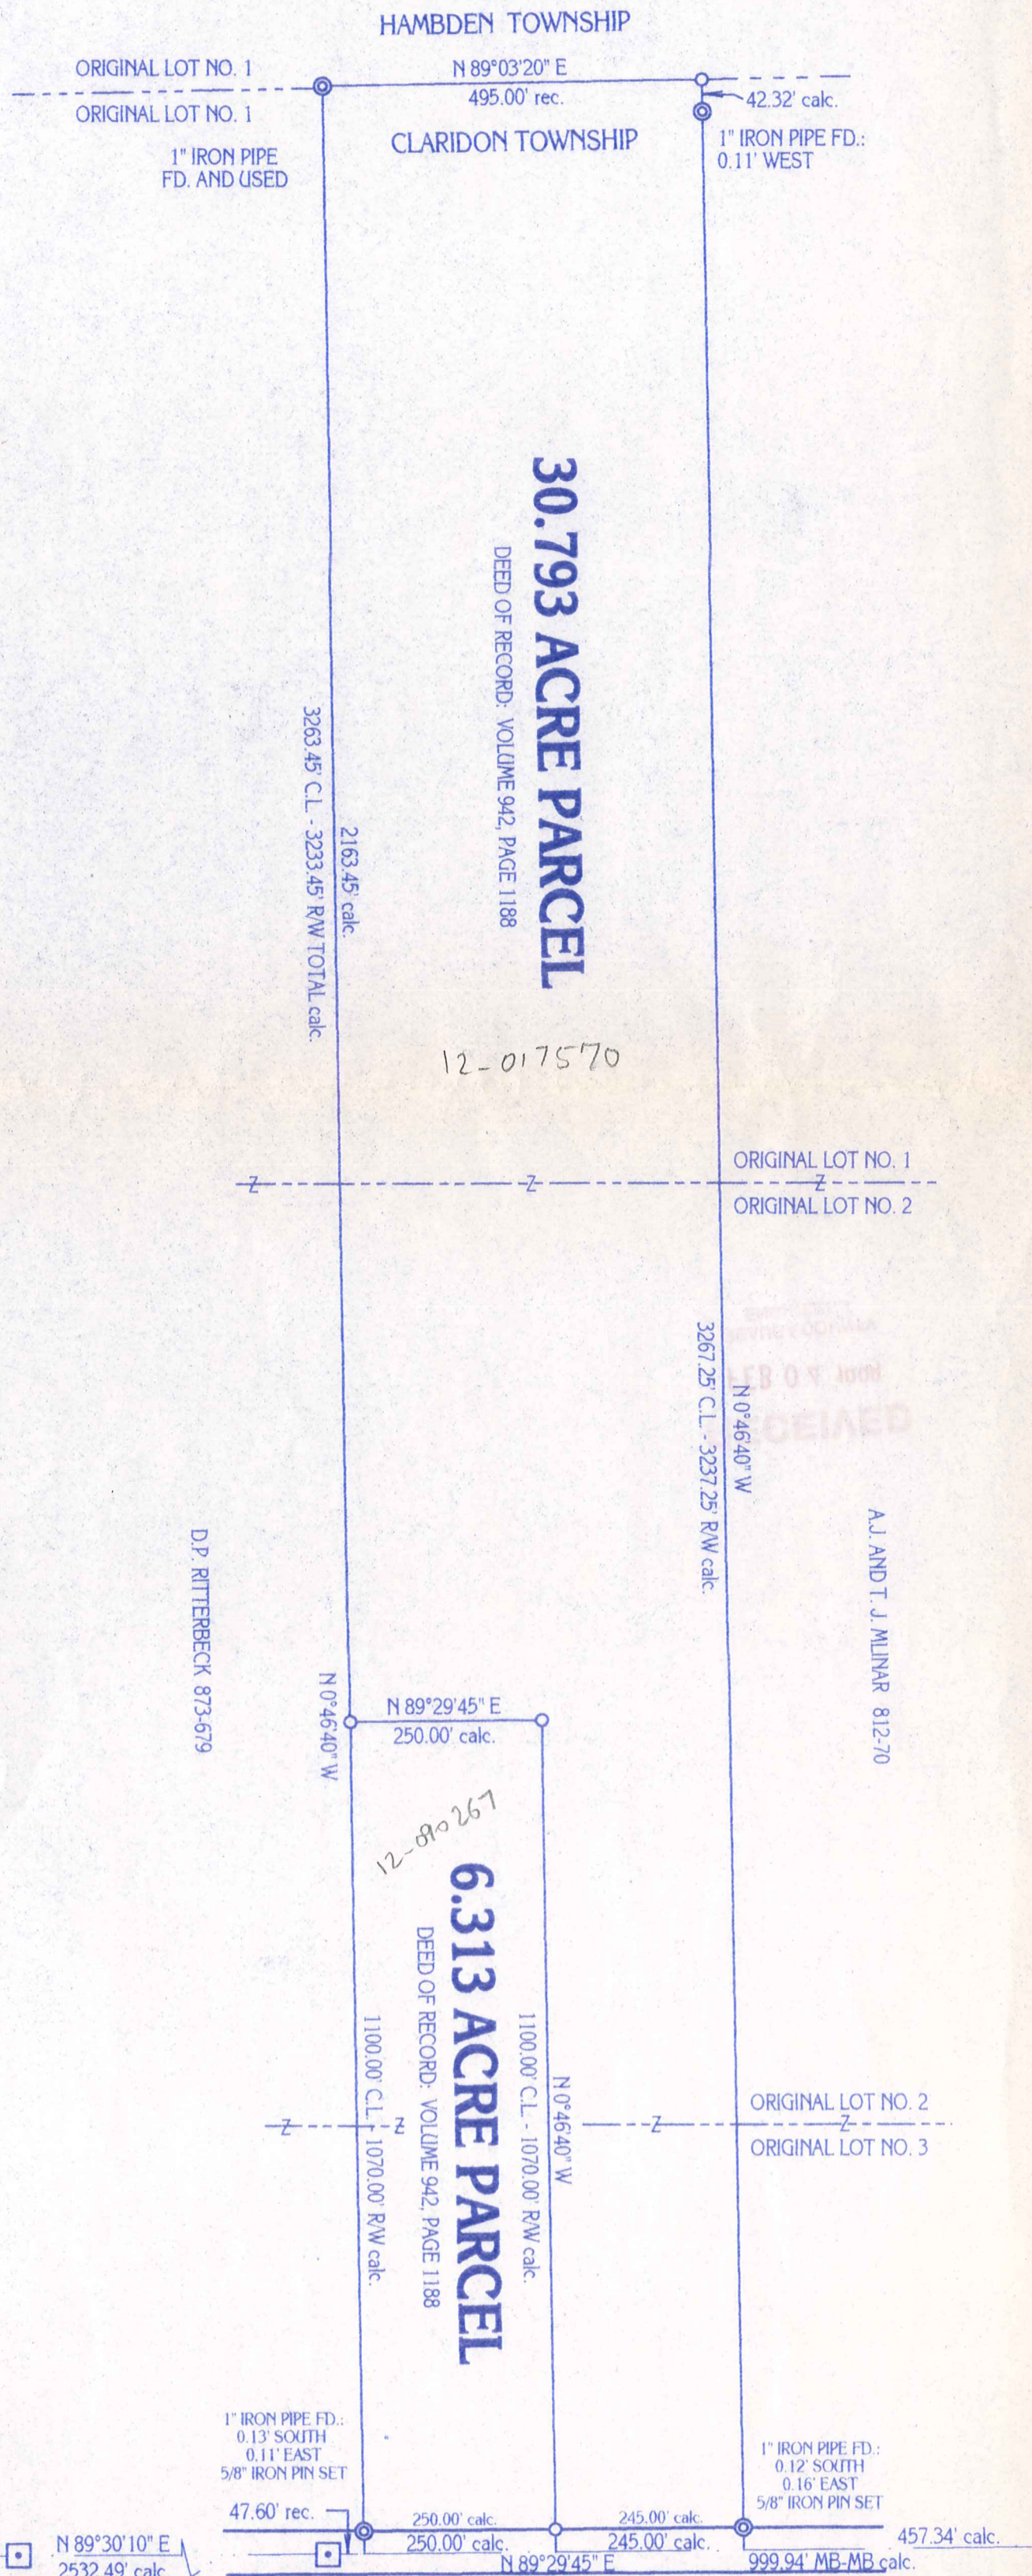 HAMBDEN TOWNSHIP
ORIGINAL LOT NO. 1
N 89°03'20" E
495.00' rec.
42.32' calc.
ORIGINAL LOT NO. 1
CLARIDON TOWNSHIP
1" IRON PIPE
FD. AND USED
1" IRON PIPE FD.:
0.11' WEST
30.793 ACRE PARCEL
DEED OF RECORD: VOLUME 942, PAGE 1188
2163.45' calc.
3263.45' C.L. - 3233.45' R/W TOTAL calc.
12-017570
ORIGINAL LOT NO. 1
Z
Z
Z
ORIGINAL LOT NO. 2
FEB 04
RECEIVED
N 0°46'40" W
3267.25' C.L. - 3237.25' R/W calc.
A.J. AND T. J. MLINAR 812-70
D.P. RITTERBECK 873-679
N 0°46'40" W
N 89°29'45" E
250.00' calc.
12-090267
6.313 ACRE PARCEL
DEED OF RECORD: VOLUME 942, PAGE 1188
N 0°46'40" W
1100.00' C.L. - 1070.00' R/W calc.
1100.00' C.L. - 1070.00' R/W calc.
ORIGINAL LOT NO. 2
Z
Z
Z
Z
ORIGINAL LOT NO. 3
1" IRON PIPE FD.:
0.13' SOUTH
0.11' EAST
5/8" IRON PIN SET
1" IRON PIPE FD.:
0.12' SOUTH
0.16' EAST
5/8" IRON PIN SET
47.60' rec.
250.00' calc.
245.00' calc.
250.00' calc.
245.00' calc.
457.34' calc.
N 89°30'10" E
2532.49' calc.
N 89°29'45" E
999.94' MB-MB calc.